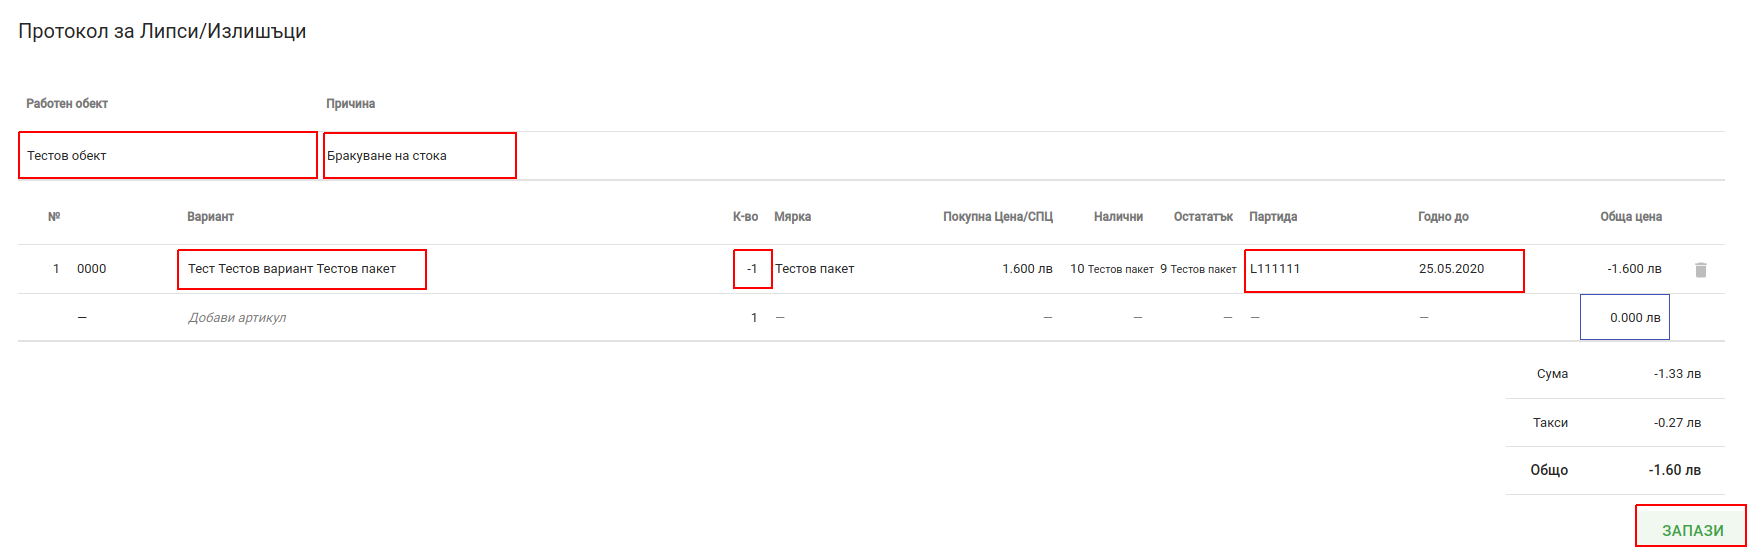 Протокол за Липси/Излишъци
Работен обект Причина
Тестов обект Бракуване на стока
№ Вариант К-во Мярка Покупна Цена/СПЦ Налични Остататък Партида Годно до Обща цена
1 0000 Тест Тестов вариант Тестов пакет -1 Тестов пакет 1.600 лв 10 Тестов пакет 9 Тестов пакет L111111 25.05.2020 -1.600 лв
— Добави артикул 1 — — — — — — 0.000 лв
Сума -1.33 лв
Такси -0.27 лв
Общо -1.60 лв
ЗАПАЗИ